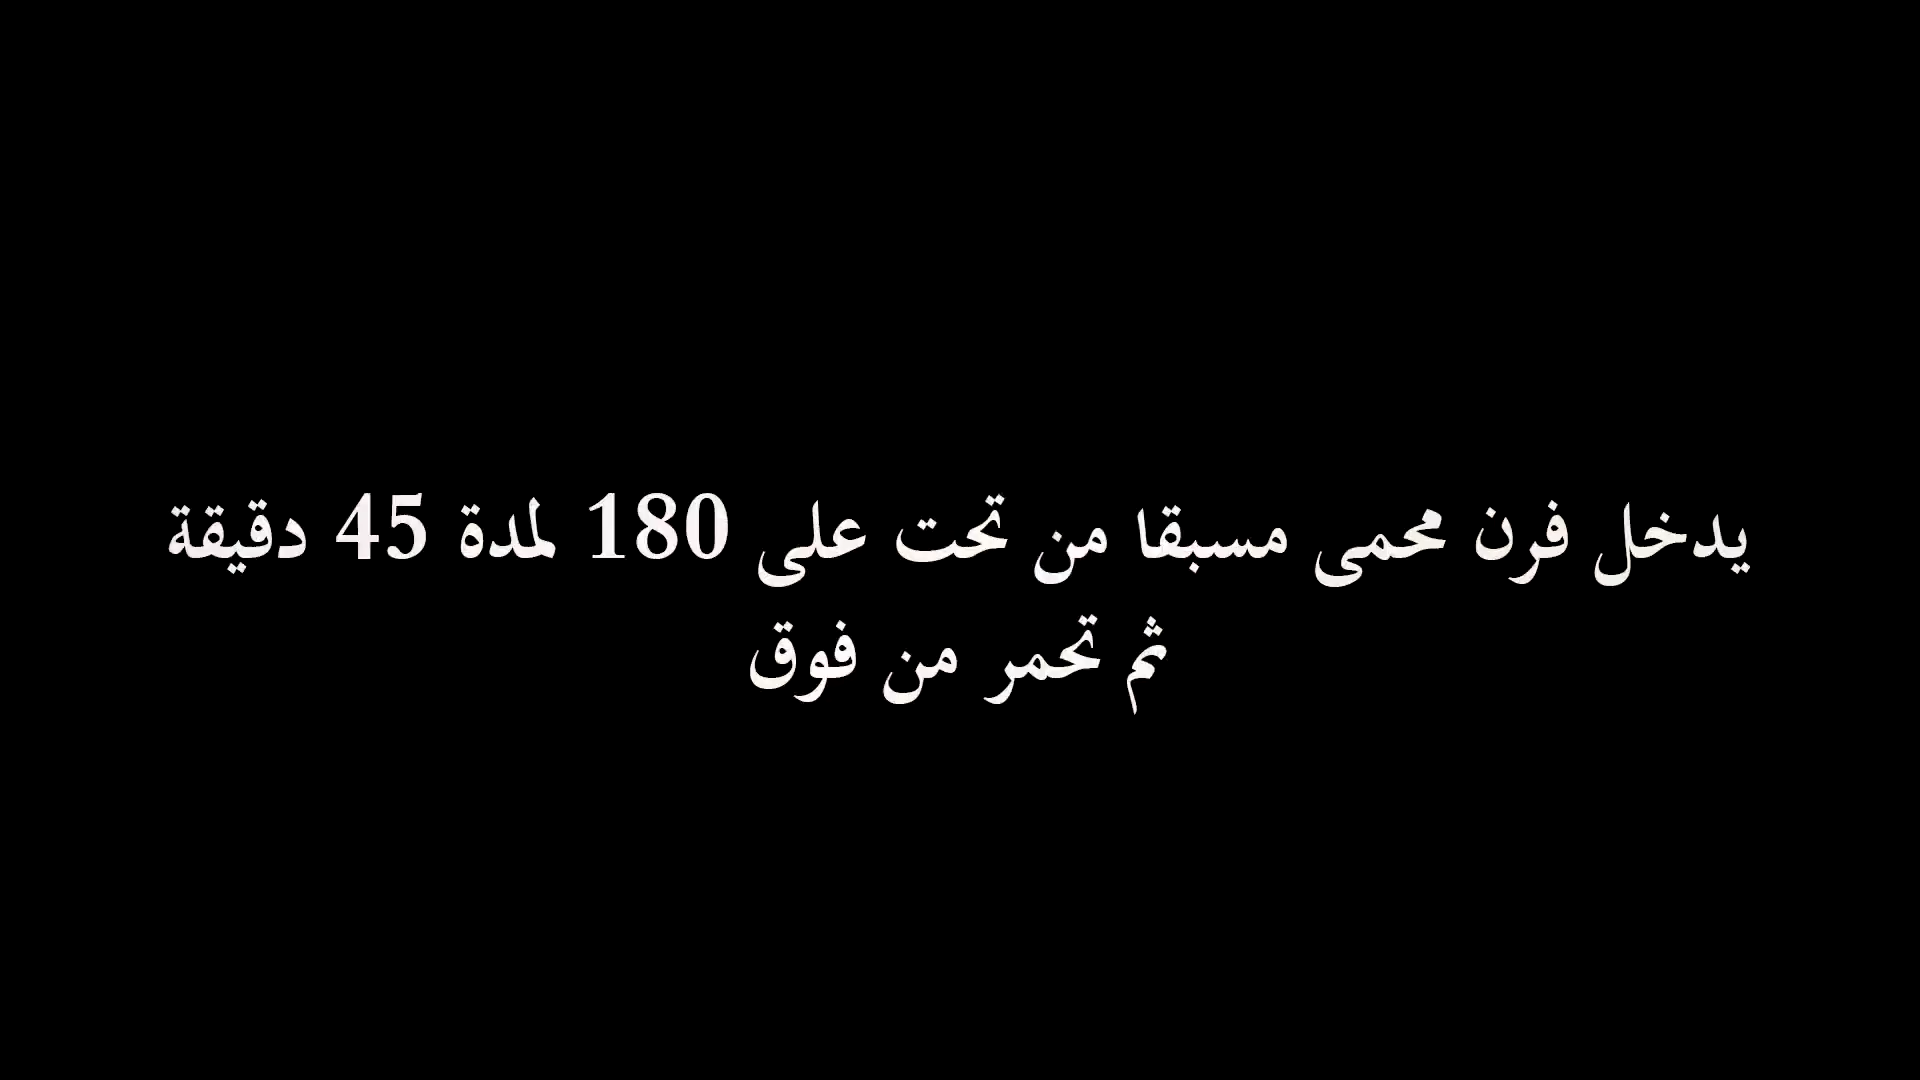 يدخل فرن محمى مسبقا من تحت على 180 لمدة 45 دقيقة
ثم تحمر من فوق